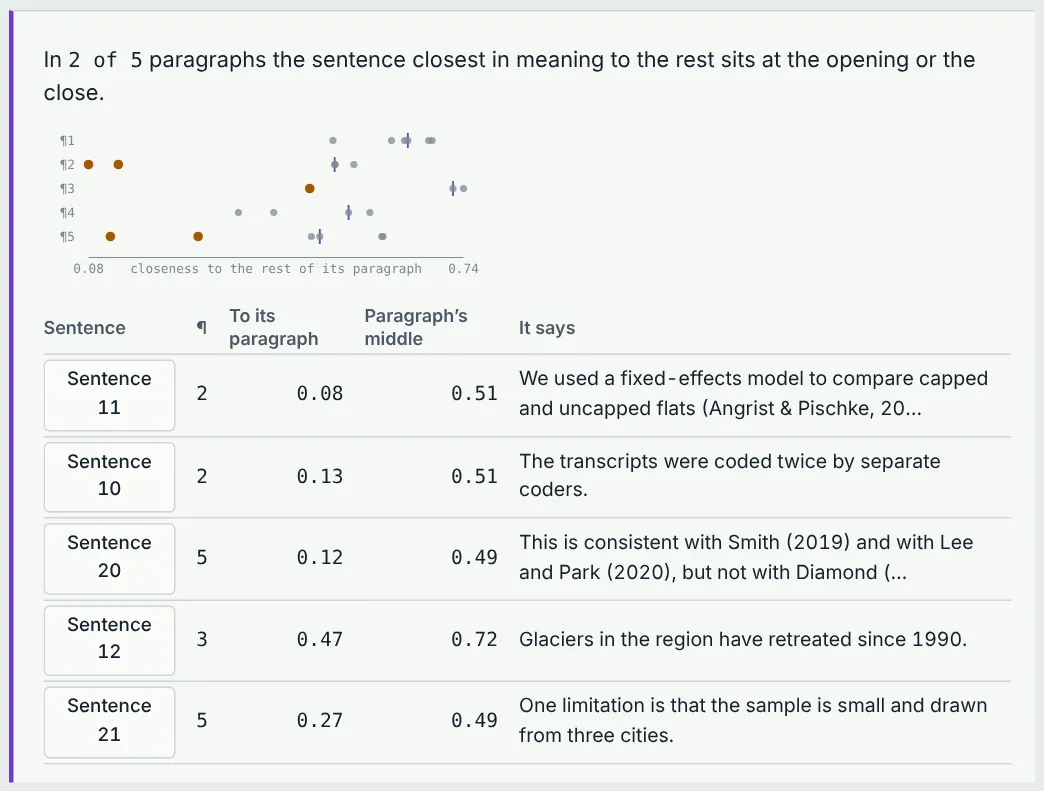 In 2 of 5 paragraphs the sentence closest in meaning to the rest sits at the opening or the
close.
¶1
¶2
¶3
¶4
¶5
0.08 closeness to the rest of its paragraph 0.74
Sentence ¶ To its paragraph Paragraph’s middle It says
Sentence 11 2 0.08 0.51 We used a fixed-effects model to compare capped
and uncapped flats (Angrist & Pischke, 20…
Sentence 10 2 0.13 0.51 The transcripts were coded twice by separate
coders.
Sentence 20 5 0.12 0.49 This is consistent with Smith (2019) and with Lee
and Park (2020), but not with Diamond (…
Sentence 12 3 0.47 0.72 Glaciers in the region have retreated since 1990.
Sentence 21 5 0.27 0.49 One limitation is that the sample is small and drawn
from three cities.